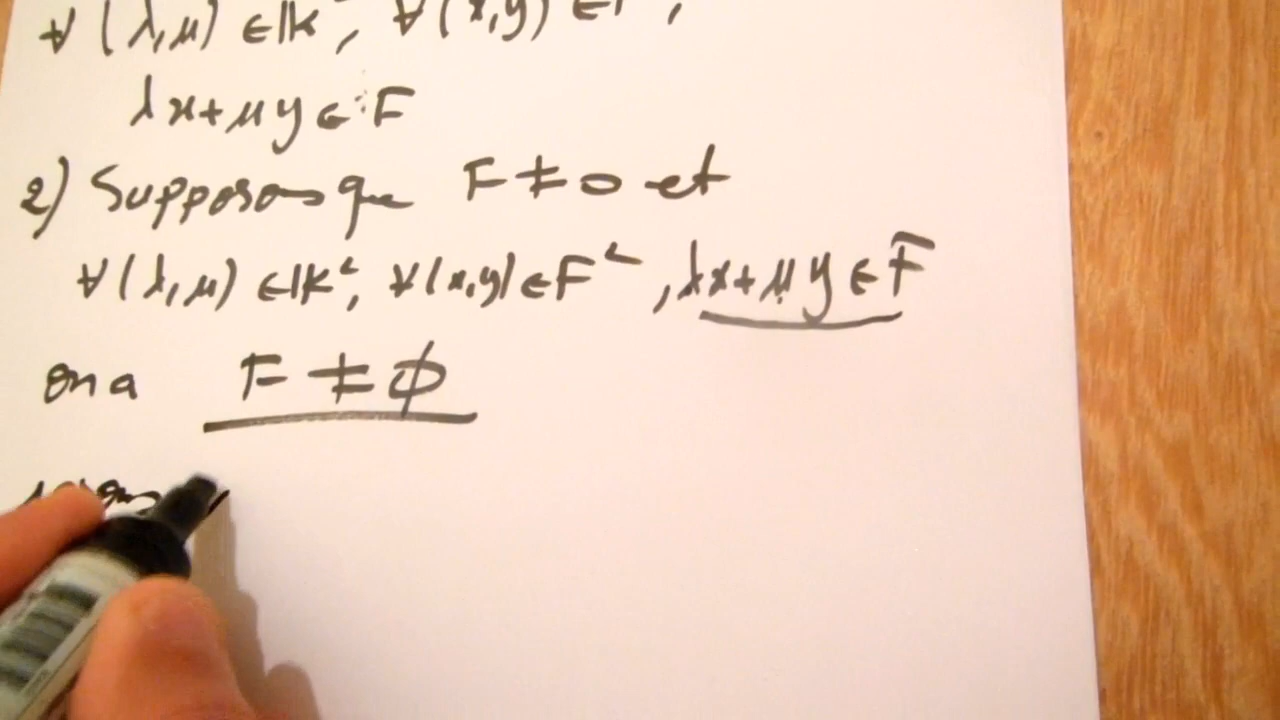 ∀(λ,μ) ∈ K², ∀(x,y) ∈ F²,
λx+μy ∈ F
2) Supposons que F ≠ 0 et
∀(λ,μ) ∈ K², ∀(x,y) ∈ F², λx+μy ∈ F
on a F ≠ ϕ